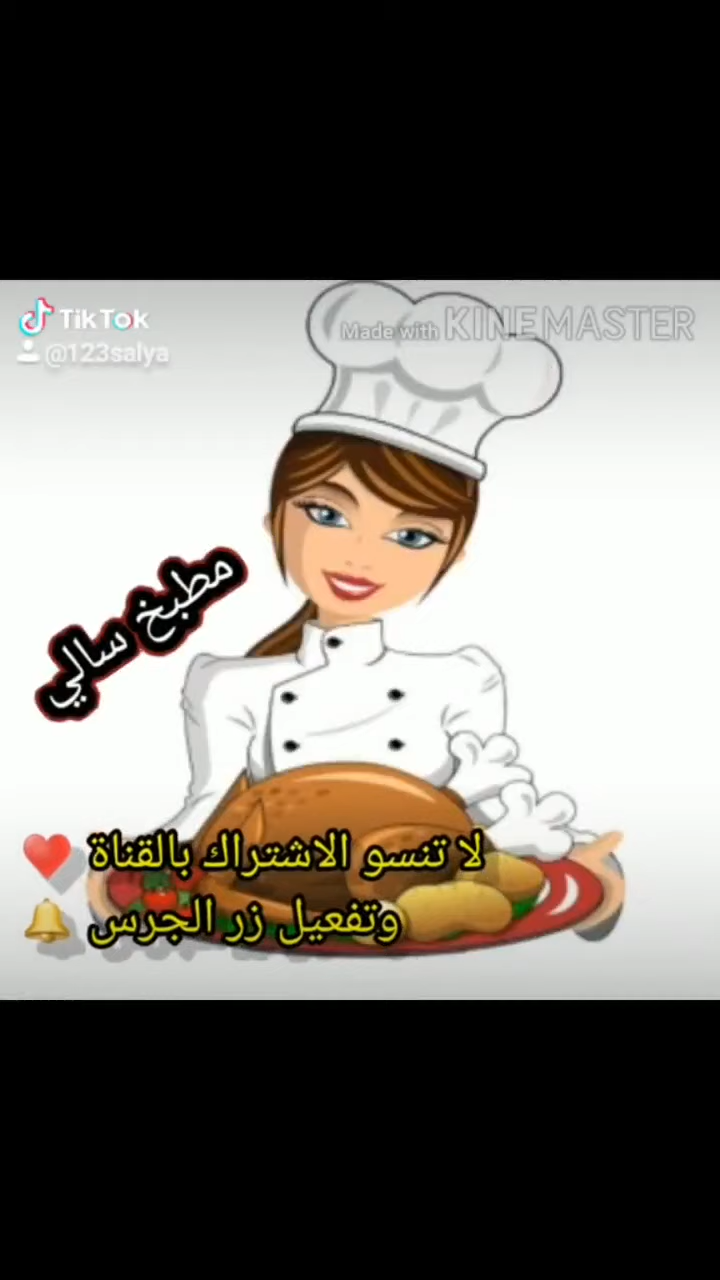 TikTok
@123salya
Made with KINEMASTER
مطبخ سالي
لا تنسو الاشتراك بالقناة ❤️
وتفعيل زر الجرس 🔔